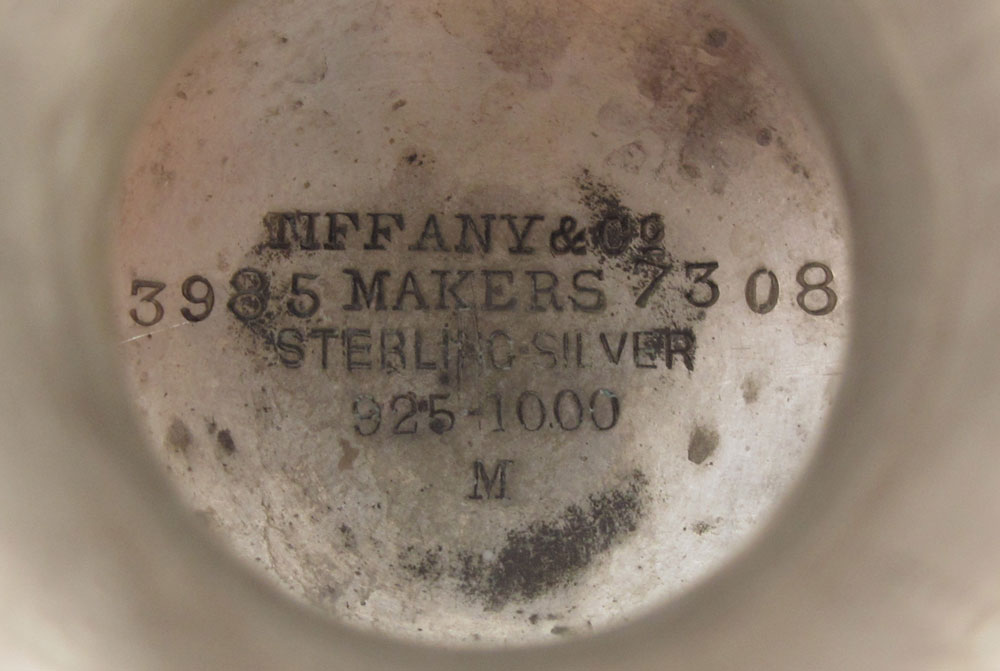 TIFFANY & Co
3985 MAKERS 7308
STERLING-SILVER
925-1000
M